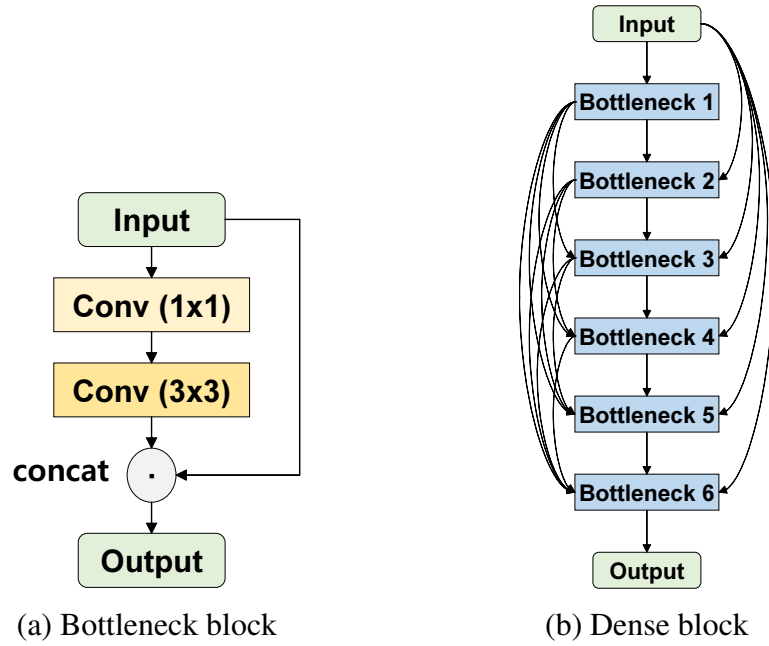 Input
Conv (1x1)
Conv (3x3)
concat
.
Output
(a) Bottleneck block
Input
Bottleneck 1
Bottleneck 2
Bottleneck 3
Bottleneck 4
Bottleneck 5
Bottleneck 6
Output
(b) Dense block